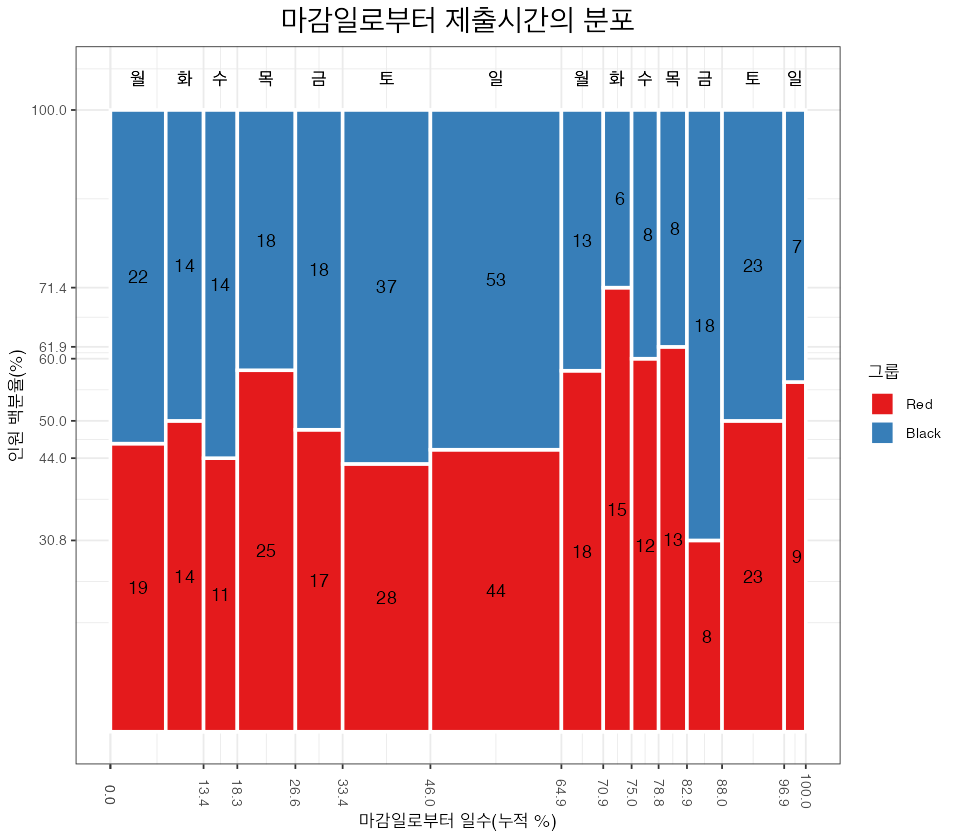 마감일로부터 제출시간의 분포
월 화 수 목 금 토 일 월 화 수 목 금 토 일
인원 백분율(%)
100.0
71.4
61.9
60.0
50.0
44.0
30.8
22 14 14 18 18 37 53 13 6 8 8 18 23 7
19 14 11 25 17 28 44 18 15 12 13 8 23 9
0.0 13.4 18.3 26.6 33.4 46.0 64.9 70.9 75.0 78.8 82.9 88.0 96.9 100.0
마감일로부터 일수(누적 %)
그룹
Red
Black